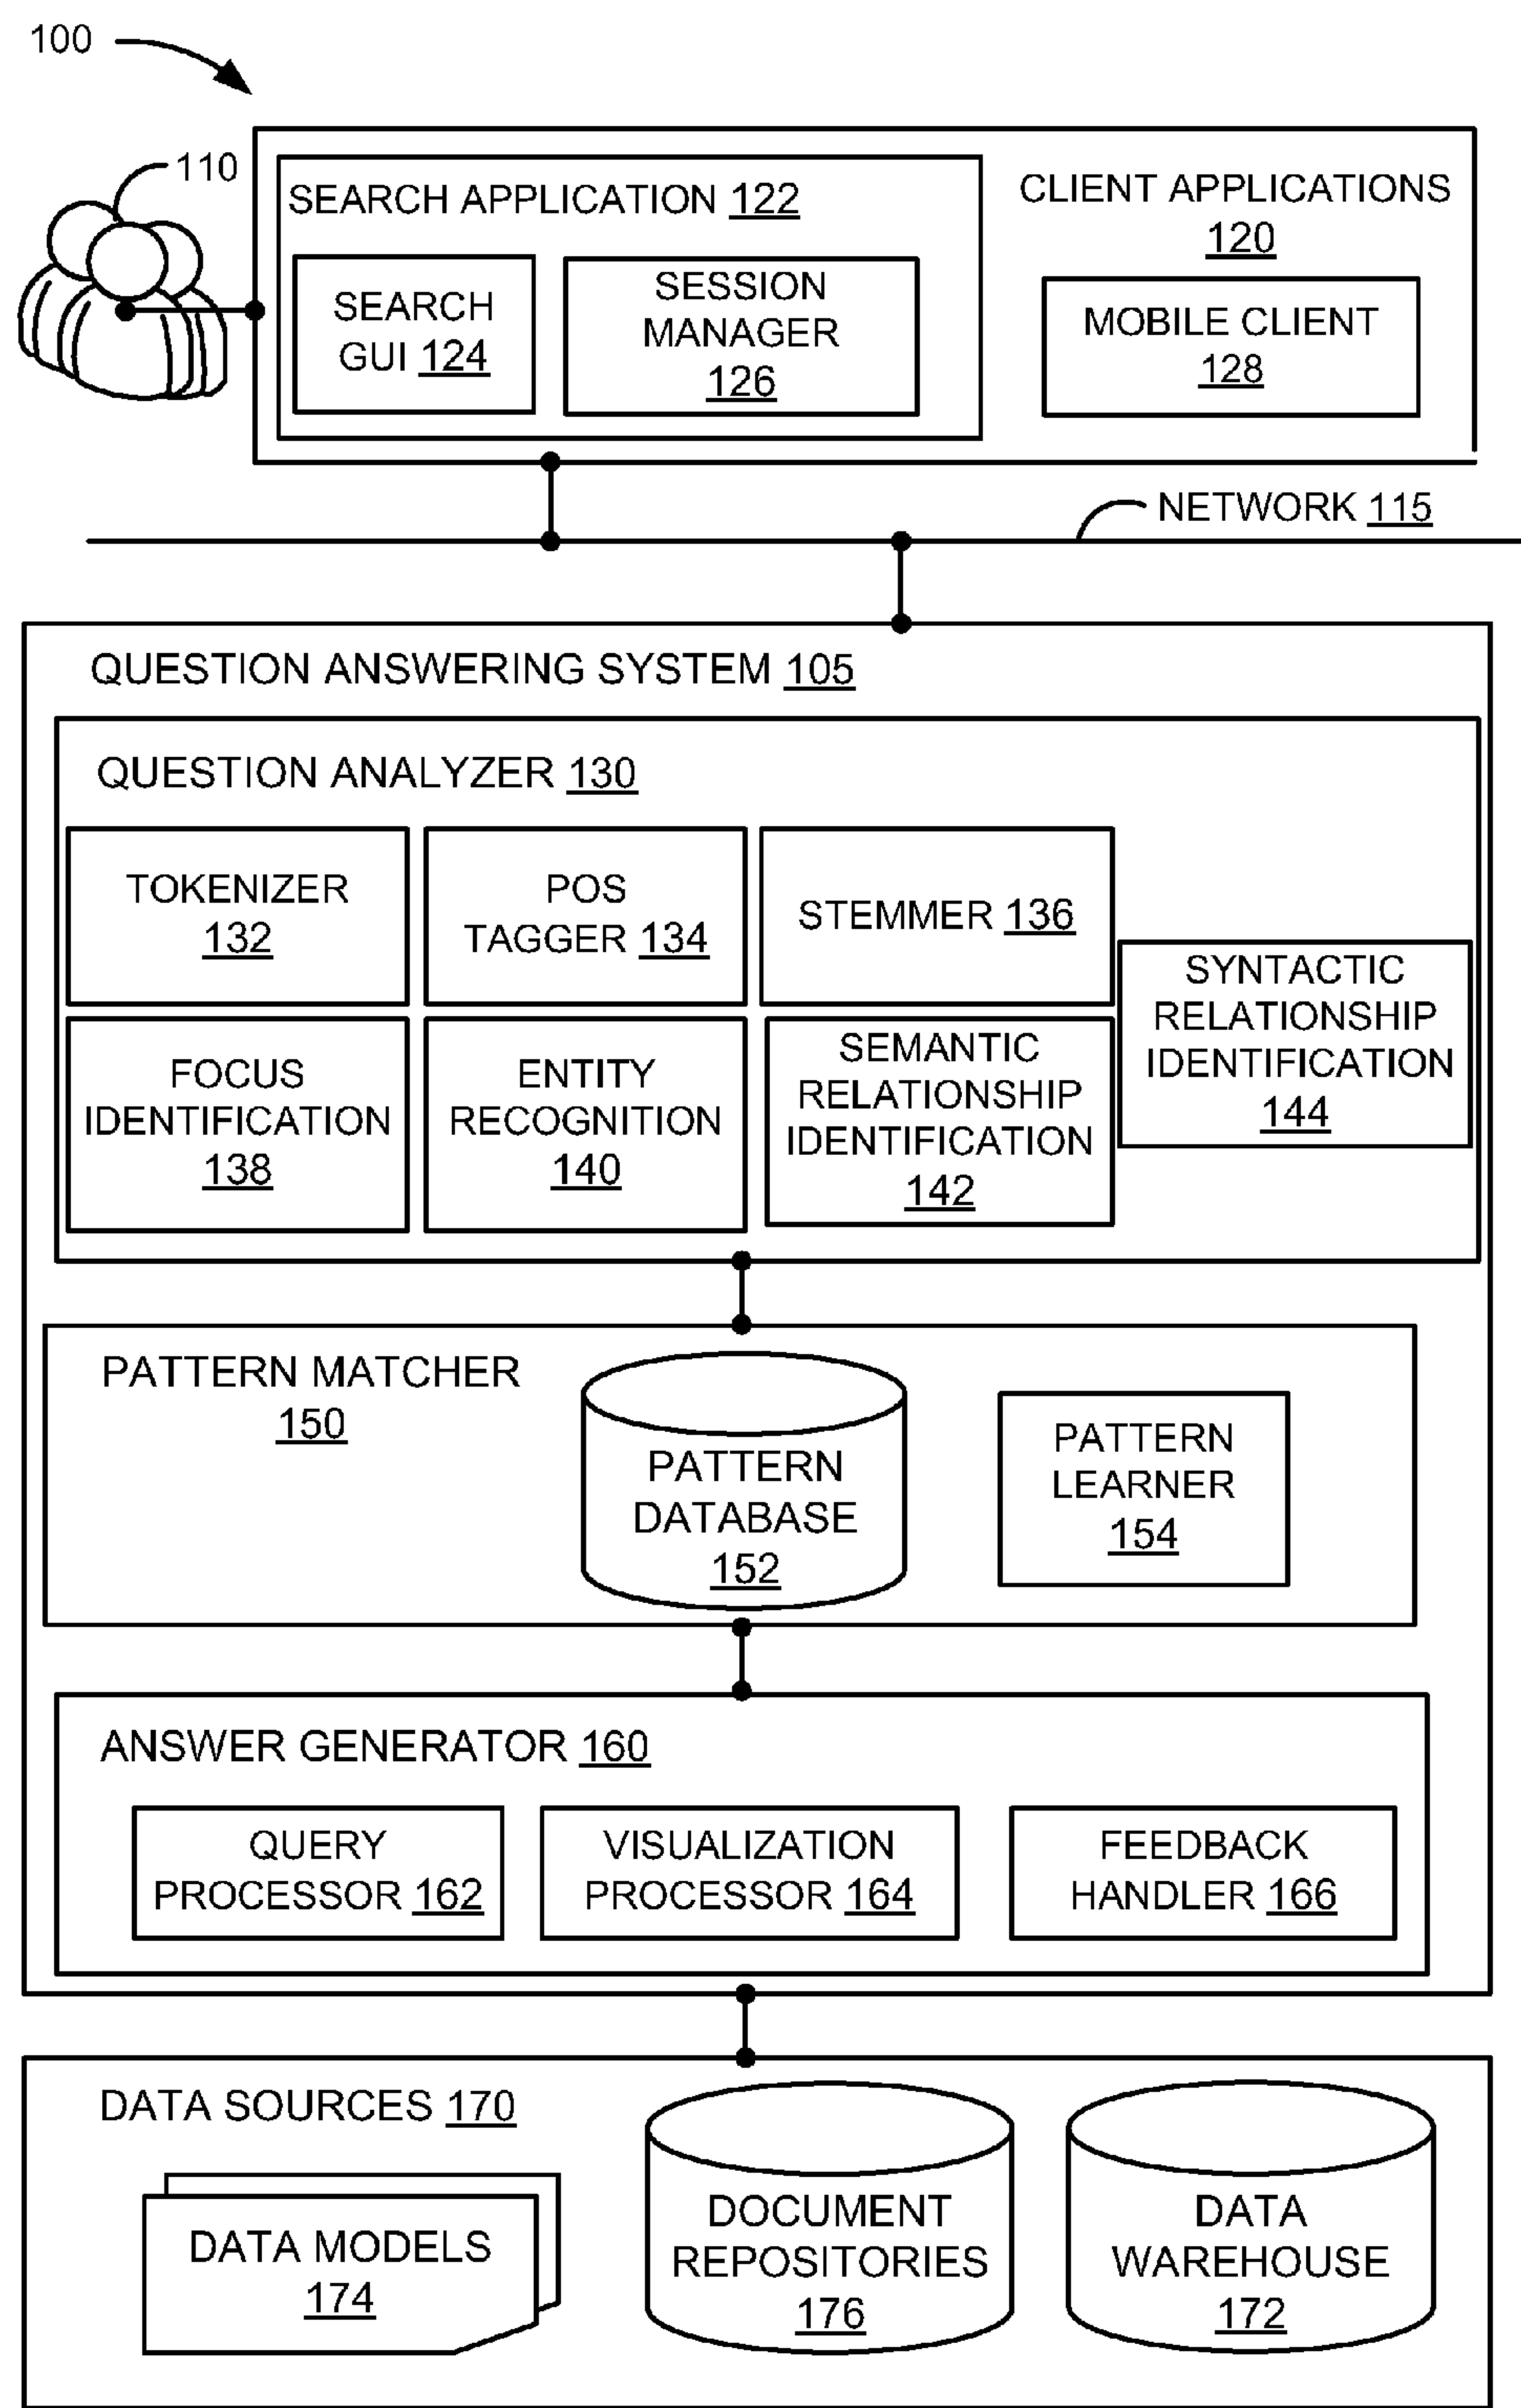 100
110
SEARCH APPLICATION 122
CLIENT APPLICATIONS
120
SEARCH
GUI 124
SESSION
MANAGER
126
MOBILE CLIENT
128
NETWORK 115
QUESTION ANSWERING SYSTEM 105
QUESTION ANALYZER 130
TOKENIZER
132
POS
TAGGER 134
STEMMER 136
SYNTACTIC
RELATIONSHIP
IDENTIFICATION
144
FOCUS
IDENTIFICATION
138
ENTITY
RECOGNITION
140
SEMANTIC
RELATIONSHIP
IDENTIFICATION
142
PATTERN MATCHER
150
PATTERN
DATABASE
152
PATTERN
LEARNER
154
ANSWER GENERATOR 160
QUERY
PROCESSOR 162
VISUALIZATION
PROCESSOR 164
FEEDBACK
HANDLER 166
DATA SOURCES 170
DATA MODELS
174
DOCUMENT
REPOSITORIES
176
DATA
WAREHOUSE
172